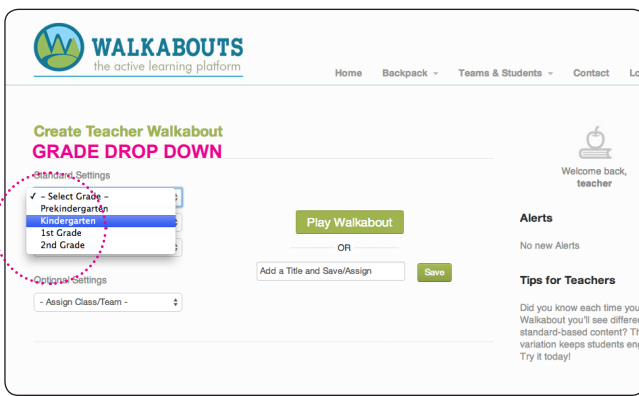 WALKABOUTS
the active learning platform
Home Backpack Teams & Students Contact
Create Teacher Walkabout
GRADE DROP DOWN
Standard Settings
✓ - Select Grade -
Prekindergarten
Kindergarten
1st Grade
2nd Grade
Optional Settings
- Assign Class/Team -
Play Walkabout
OR
Add a Title and Save/Assign
Save
Welcome back,
teacher
Alerts
No new Alerts
Tips for Teachers
Did you know each time you
Walkabout you'll see
standard-based content?
variation keeps students
Try it today!